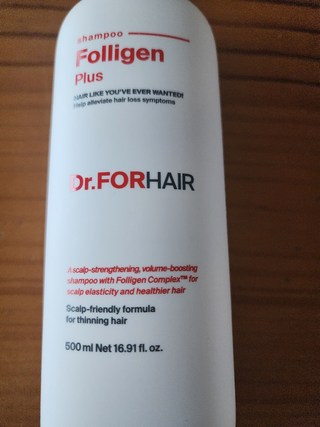 shampoo
Folligen
Plus
HAIR LIKE YOU'VE EVER WANTED!
Help alleviate hair loss symptoms
Dr.FORHAIR
A scalp-strengthening, volume-boosting
shampoo with Folligen Complex™ for
scalp elasticity and healthier hair
Scalp-friendly formula
for thinning hair
500 ml Net 16.91 fl. oz.